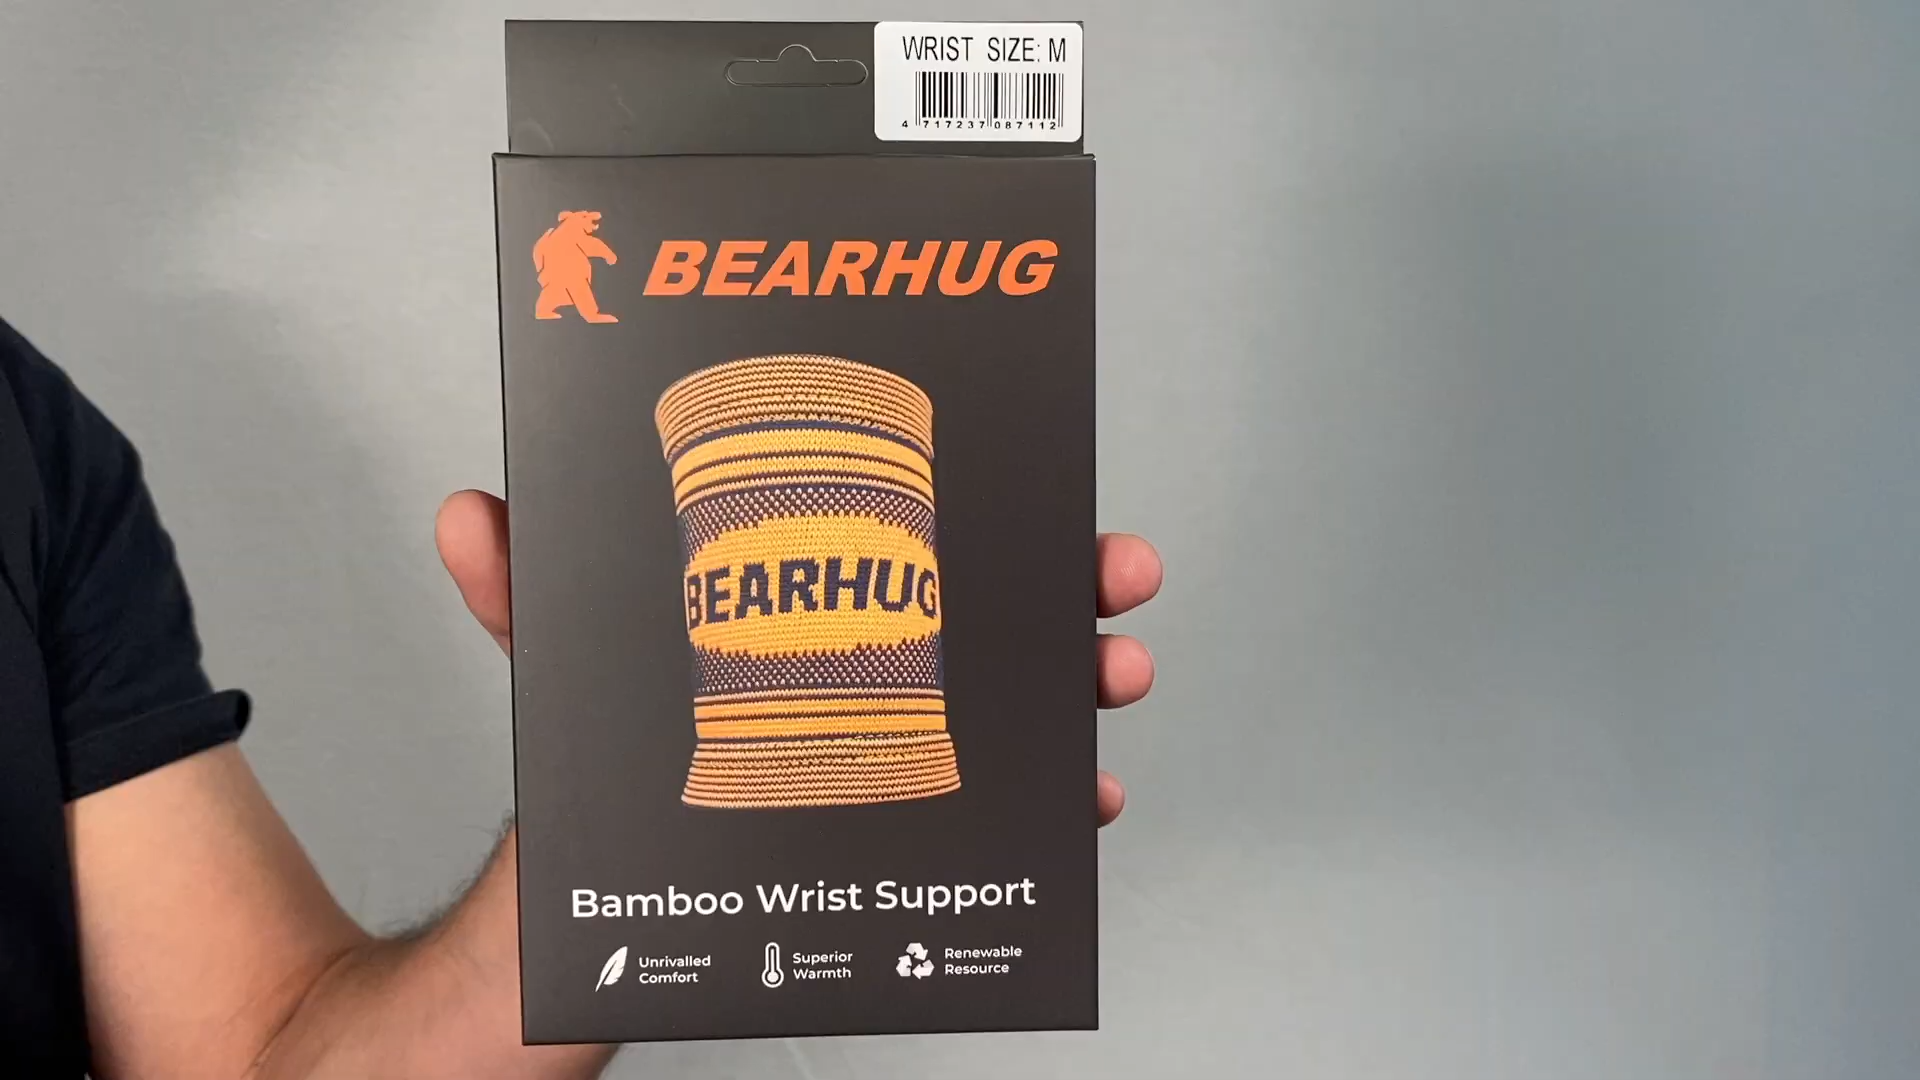 WRIST SIZE: M
4 717237 087112
BEARHUG
BEARHUG
Bamboo Wrist Support
Unrivalled
Comfort
Superior
Warmth
Renewable
Resource